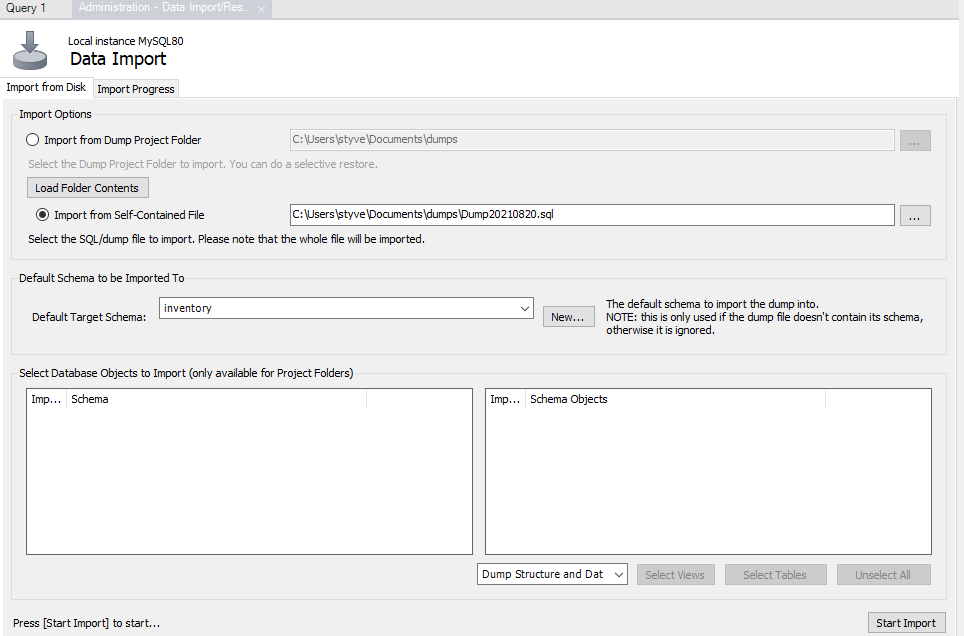 Query 1
Administration - Data Import/Res...
Local instance MySQL80
Data Import
Import from Disk
Import Progress
Import Options
Import from Dump Project Folder
C:\Users\styve\Documents\dumps
...
Select the Dump Project Folder to import. You can do a selective restore.
Load Folder Contents
Import from Self-Contained File
C:\Users\styve\Documents\dumps\Dump20210820.sql
...
Select the SQL/dump file to import. Please note that the whole file will be imported.
Default Schema to be Imported To
Default Target Schema:
inventory
New...
The default schema to import the dump into.
NOTE: this is only used if the dump file doesn't contain its schema,
otherwise it is ignored.
Select Database Objects to Import (only available for Project Folders)
Imp...
Schema
Imp...
Schema Objects
Dump Structure and Dat
Select Views
Select Tables
Unselect All
Press [Start Import] to start...
Start Import